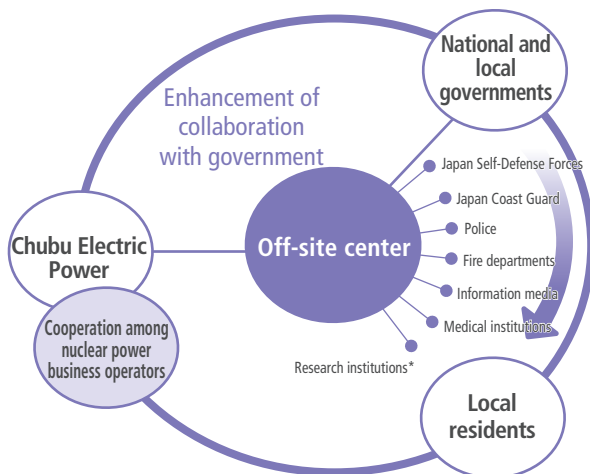 National and
local
governments
Enhancement of
collaboration
with government
Japan Self-Defense Forces
Japan Coast Guard
Police
Fire departments
Information media
Medical institutions
Research institutions*
Off-site center
Chubu Electric
Power
Cooperation among
nuclear power
business operators
Local
residents